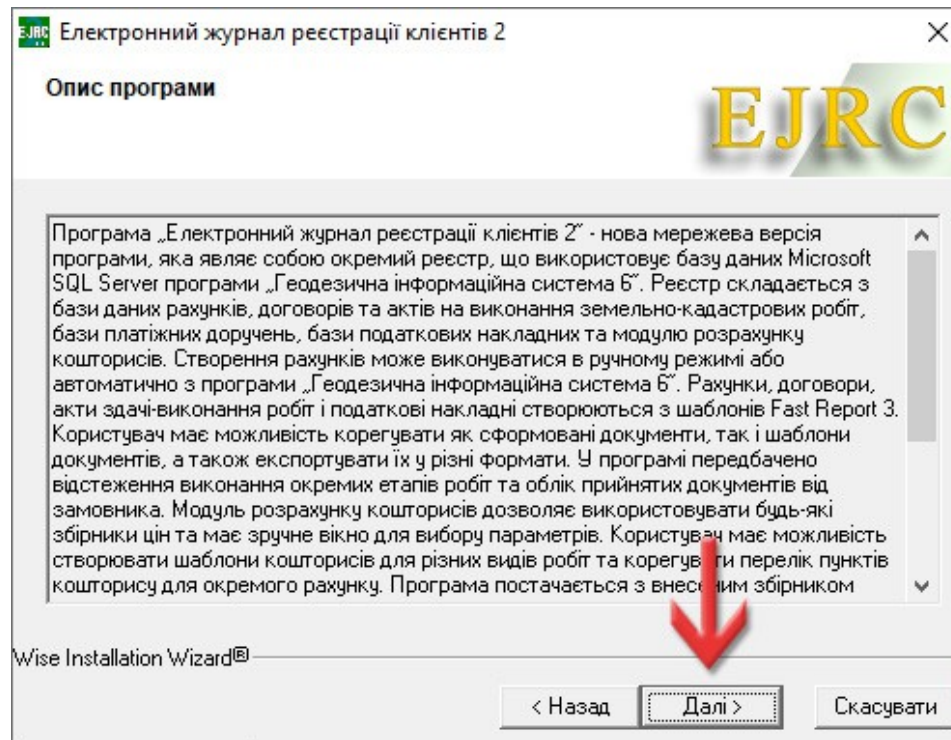 Електронний журнал реєстрації клієнтів 2
Опис програми
EJRC
Програма „Електронний журнал реєстрації клієнтів 2˝ - нова мережева версія
програми, яка являє собою окремий реєстр, що використовує базу даних Microsoft
SQL Server програми „Геодезична інформаційна система 6˝. Реєстр складається з
бази даних рахунків, договорів та актів на виконання земельно-кадастрових робіт,
бази платіжних доручень, бази податкових накладних та модулю розрахунку
кошторисів. Створення рахунків може виконуватися в ручному режимі або
автоматично з програми „Геодезична інформаційна система 6˝. Рахунки, договори,
акти здачі-виконання робіт і податкові накладні створюються з шаблонів Fast Report 3.
Користувач має можливість корегувати як сформовані документи, так і шаблони
документів, а також експортувати їх у різні формати. У програмі передбачено
відстеження виконання окремих етапів робіт та облік прийнятих документів від
замовника. Модуль розрахунку кошторисів дозволяє використовувати будь-які
збірники цін та має зручне вікно для вибору параметрів. Користувач має можливість
створювати шаблони кошторисів для різних видів робіт та корегувати перелік пунктів
кошторису для окремого рахунку. Програма постачається з внесеним збірником
Wise Installation Wizard®
< Назад
Далі >
Скасувати